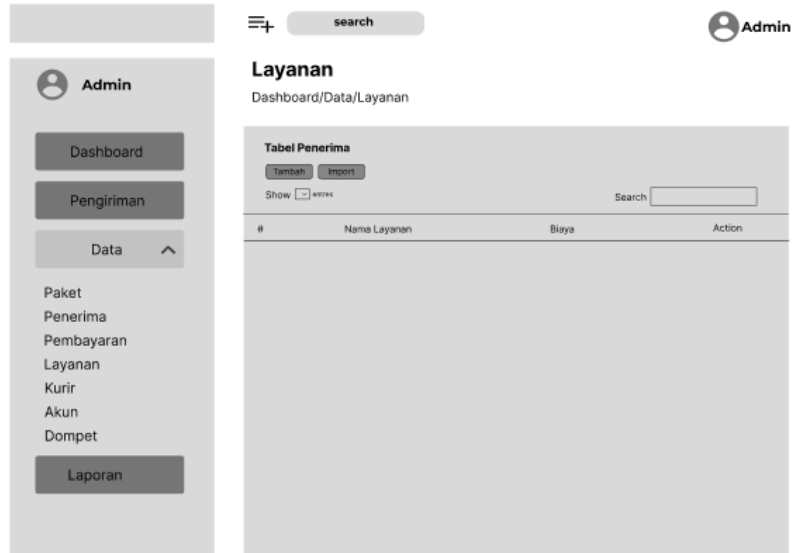 search
Admin
Admin
Layanan
Dashboard/Data/Layanan
Dashboard
Pengiriman
Data
Paket
Penerima
Pembayaran
Layanan
Kurir
Akun
Dompet
Laporan
Tabel Penerima
Tambah Import
Show entres
Search
# Nama Layanan Biaya Action